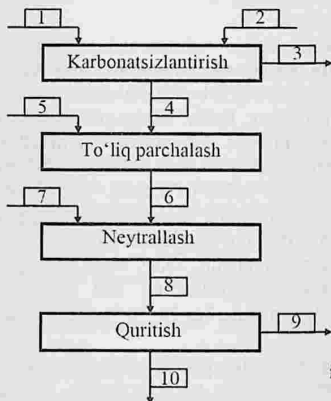 1 2
Karbonatsizlantirish 3
5 4
To‘liq parchalash
7 6
Neytrallash
8
Quritish 9
10